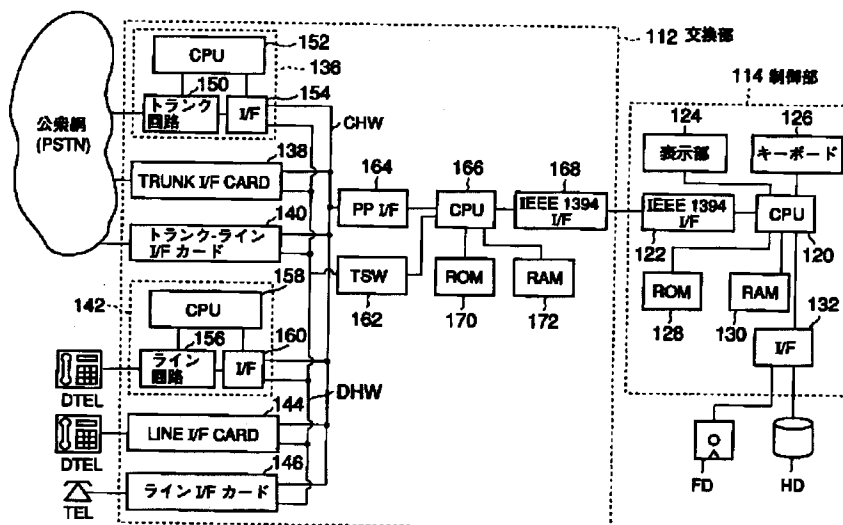 152
CPU
136
150
154
トランク
回路
I/F
公衆網
(PSTN)
CHW
138
TRUNK I/F CARD
140
トランク-ライン
I/Fカード
142
158
CPU
156
160
ライン
回路
I/F
DTEL
DHW
144
LINE I/F CARD
DTEL
146
ライン I/F カード
TEL
112 交換部
164
PP I/F
166
CPU
168
IEEE 1394
I/F
TSW
162
ROM
170
RAM
172
114 制御部
124
表示部
126
キーボード
IEEE 1394
I/F
122
CPU
120
ROM
128
RAM
130
132
I/F
FD
HD